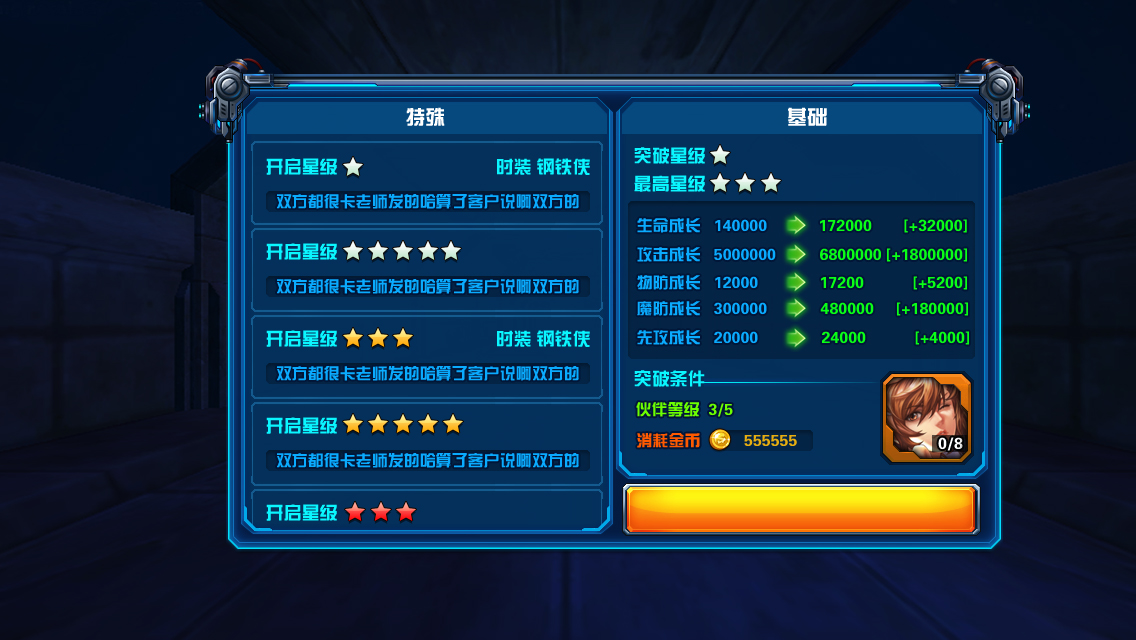 特殊
开启星级
时装 钢铁侠
双方都很卡老师发的哈算了客户说啊双方的
开启星级
双方都很卡老师发的哈算了客户说啊双方的
开启星级
时装 钢铁侠
双方都很卡老师发的哈算了客户说啊双方的
开启星级
双方都很卡老师发的哈算了客户说啊双方的
开启星级
基础
突破星级
最高星级
生命成长 140000 172000 [+32000]
攻击成长 5000000 6800000 [+1800000]
物防成长 12000 17200 [+5200]
魔防成长 300000 480000 [+180000]
先攻成长 20000 24000 [+4000]
突破条件
伙伴等级 3/5
消耗金币 555555
0/8